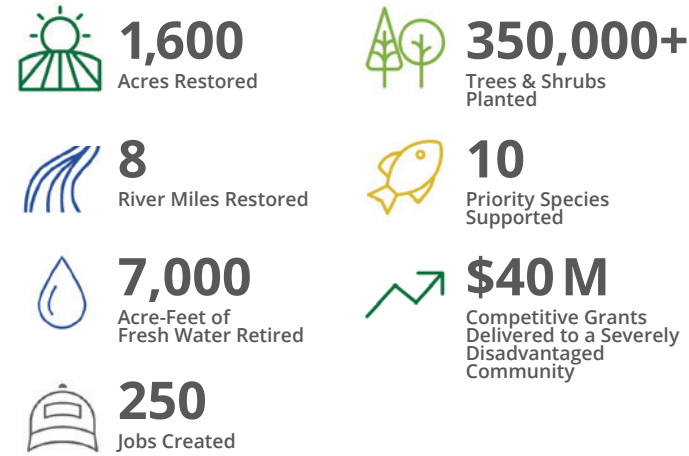 1,600
Acres Restored
350,000+
Trees & Shrubs
Planted
8
River Miles Restored
10
Priority Species
Supported
7,000
Acre-Feet of
Fresh Water Retired
$40 M
Competitive Grants
Delivered to a Severely
Disadvantaged
Community
250
Jobs Created